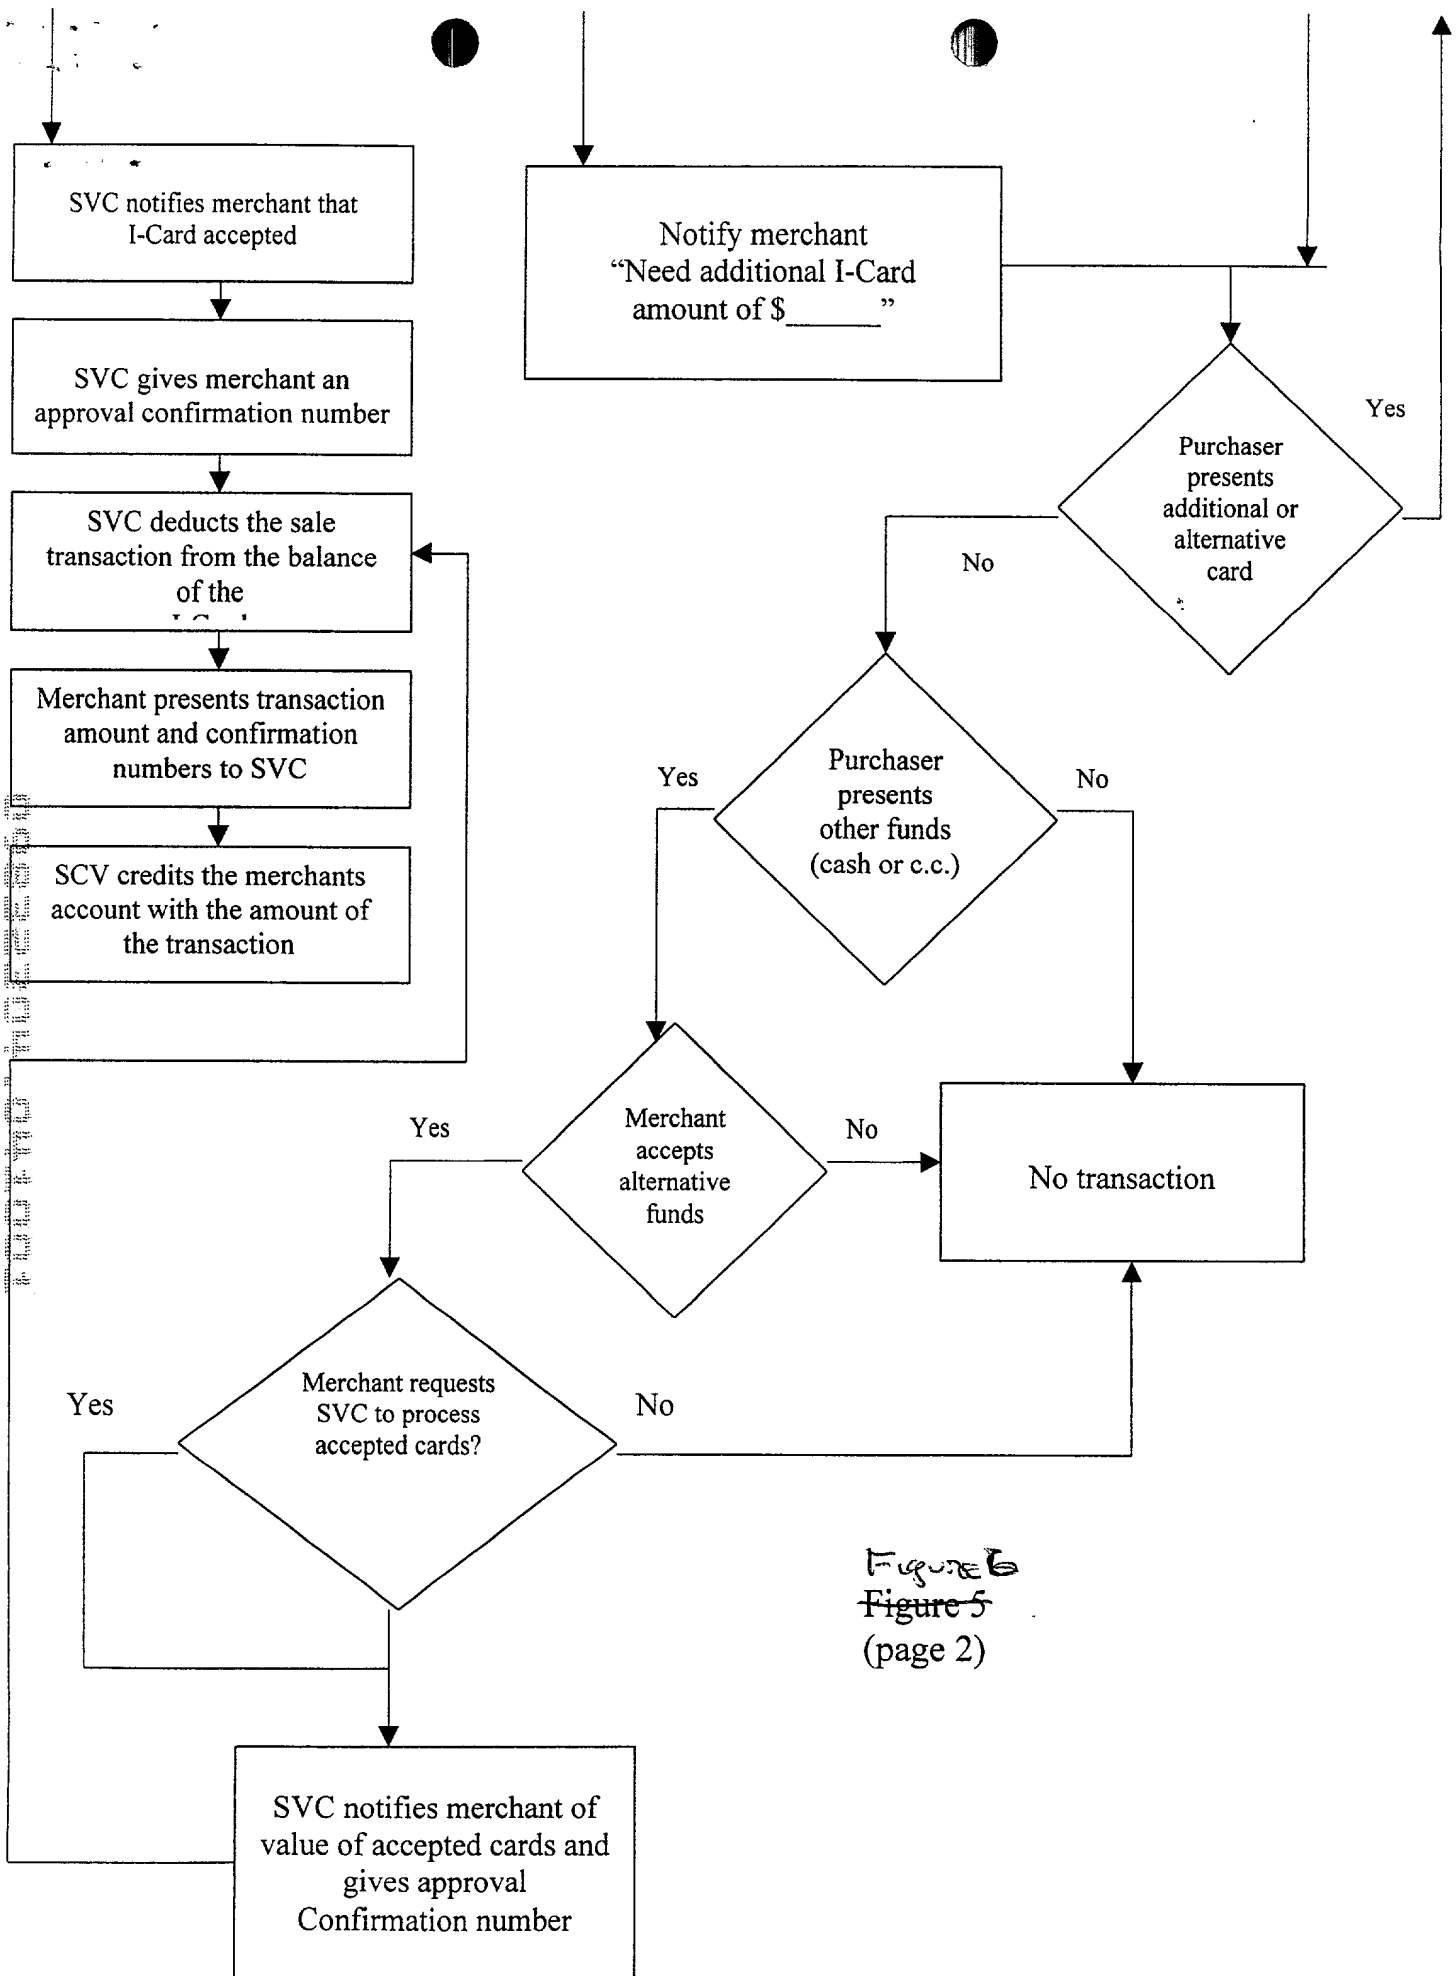 SVC notifies merchant that
I-Card accepted
SVC gives merchant an
approval confirmation number
SVC deducts the sale
transaction from the balance
of the
Merchant presents transaction
amount and confirmation
numbers to SVC
SCV credits the merchants
account with the amount of
the transaction
Notify merchant
“Need additional I-Card
amount of $______”
Purchaser
presents
additional or
alternative
card
Yes
No
Purchaser
presents
other funds
(cash or c.c.)
Yes
No
Merchant
accepts
alternative
funds
Yes
No
No transaction
Merchant requests
SVC to process
accepted cards?
Yes
No
SVC notifies merchant of
value of accepted cards and
gives approval
Confirmation number
Figure 6
Figure 5
(page 2)